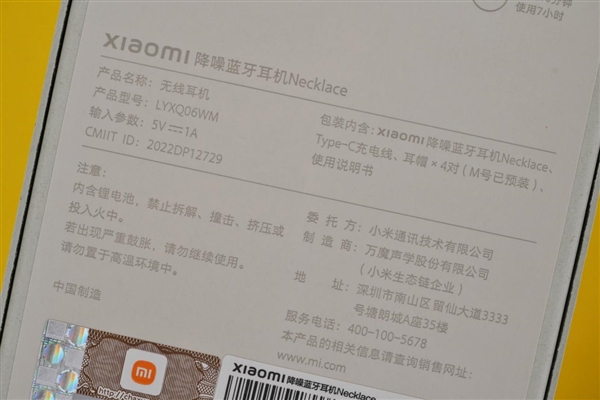 使用7小时
xiaomi 降噪蓝牙耳机Necklace
产品名称：无线耳机
产品型号：LYXQ06WM
输入参数：5V⎓1A
CMIIT ID：2022DP12729
包装内含：xiaomi 降噪蓝牙耳机Necklace、
Type-C充电线、耳帽×4对（M号已预装）、
使用说明书
注意：
内含锂电池，禁止拆解、撞击、挤压或
投入火中。
若出现严重鼓胀，请勿继续使用。
请勿置于高温环境中。
中国制造
委托方：小米通讯技术有限公司
制造商：万魔声学股份有限公司
（小米生态链企业）
地址：深圳市南山区留仙大道3333
号塘朗城A座35楼
服务电话：400-100-5678
本产品的相关信息请查询销售网址：
www.mi.com
mi
xiaomi 降噪蓝牙耳机Necklace